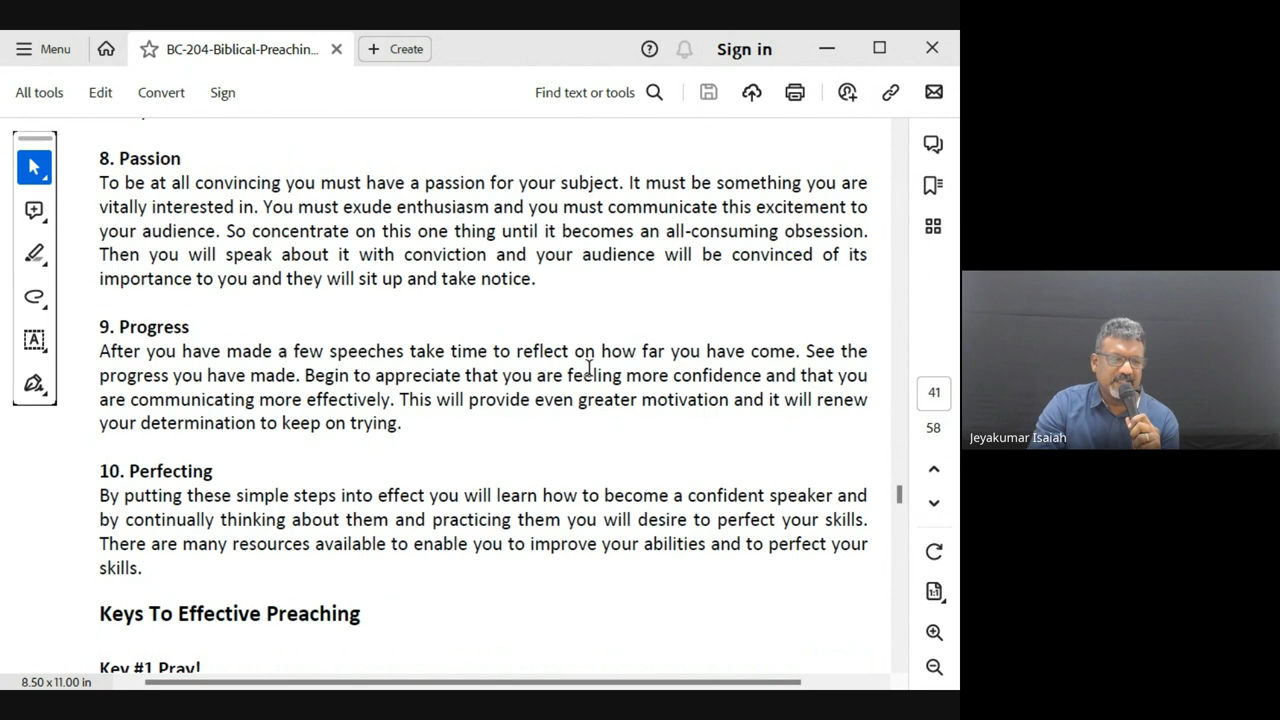 Menu
BC-204-Biblical-Preachin...
Create
Sign in
All tools
Edit
Convert
Sign
Find text or tools
8. Passion
To be at all convincing you must have a passion for your subject. It must be something you are
vitally interested in. You must exude enthusiasm and you must communicate this excitement to
your audience. So concentrate on this one thing until it becomes an all-consuming obsession.
Then you will speak about it with conviction and your audience will be convinced of its
importance to you and they will sit up and take notice.
9. Progress
After you have made a few speeches take time to reflect on how far you have come. See the
progress you have made. Begin to appreciate that you are feeling more confidence and that you
are communicating more effectively. This will provide even greater motivation and it will renew
your determination to keep on trying.
10. Perfecting
By putting these simple steps into effect you will learn how to become a confident speaker and
by continually thinking about them and practicing them you will desire to perfect your skills.
There are many resources available to enable you to improve your abilities and to perfect your
skills.
Keys To Effective Preaching
Key #1 Pray!
8.50 x 11.00 in
41
58
1:1
Jeyakumar Isaiah